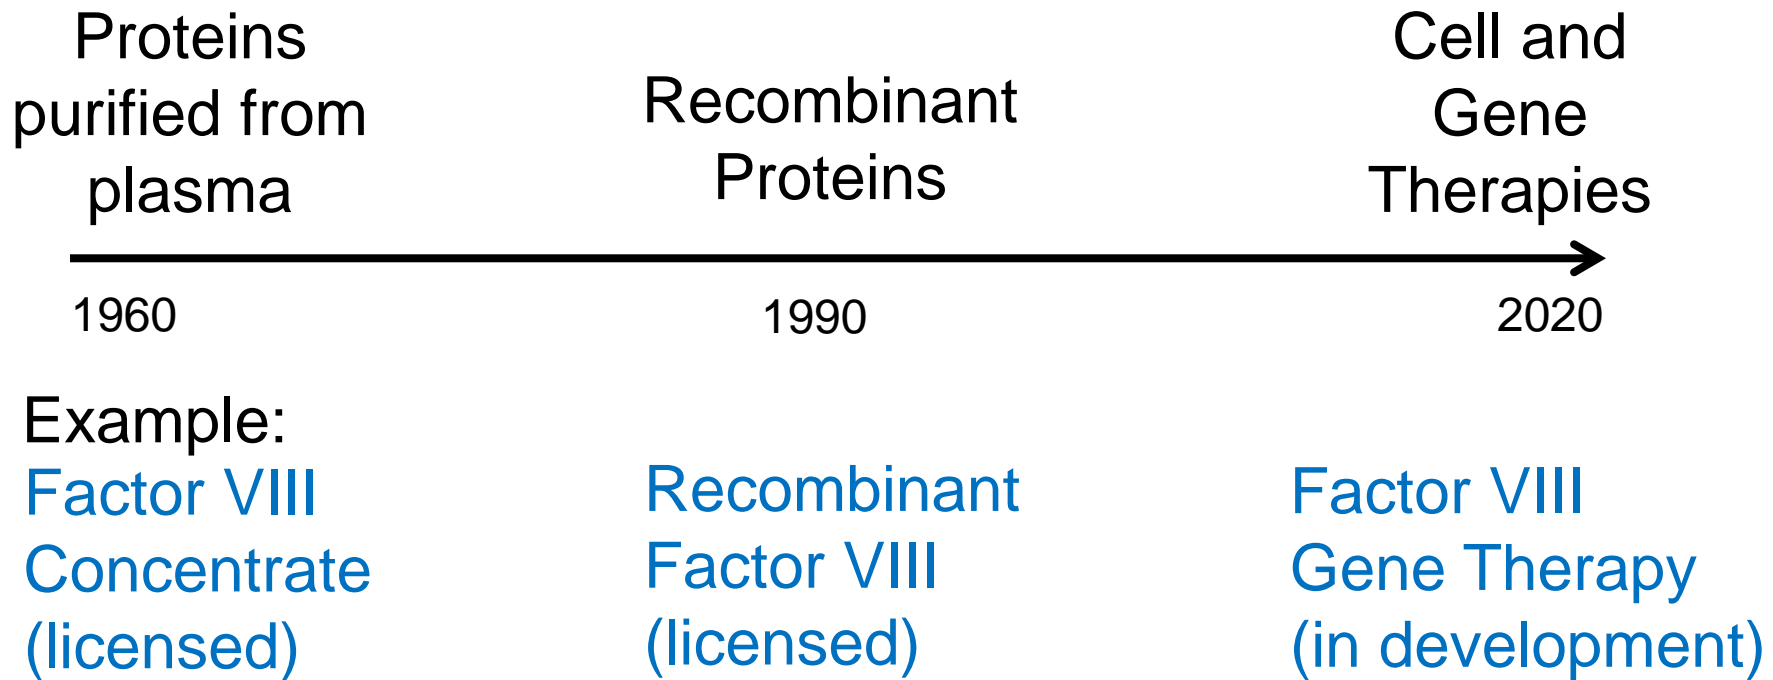 Proteins
purified from
plasma
Recombinant
Proteins
Cell and
Gene
Therapies
1960
1990
2020
Example:
Factor VIII
Concentrate
(licensed)
Recombinant
Factor VIII
(licensed)
Factor VIII
Gene Therapy
(in development)